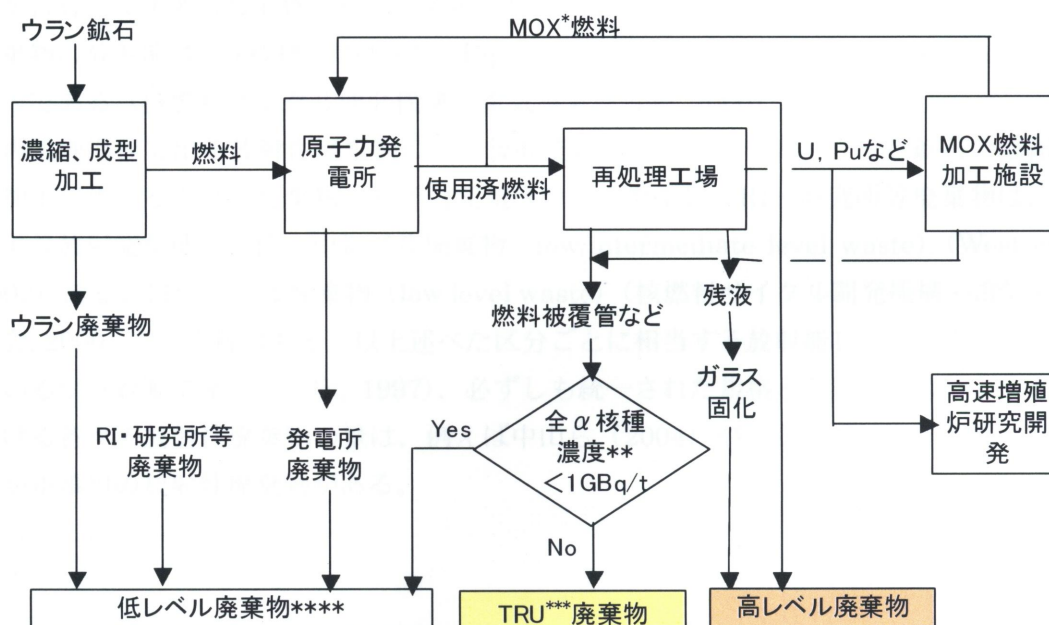 ウラン鉱石
MOX*燃料
濃縮、成型
加工
燃料
原子力発
電所
使用済燃料
再処理工場
U, Puなど
MOX燃料
加工施設
ウラン廃棄物
燃料被覆管など
残液
ガラス
固化
高速増殖
炉研究開
発
RI・研究所等
廃棄物
発電所
廃棄物
Yes
全α核種
濃度**
<1GBq/t
No
低レベル廃棄物****
TRU***廃棄物
高レベル廃棄物